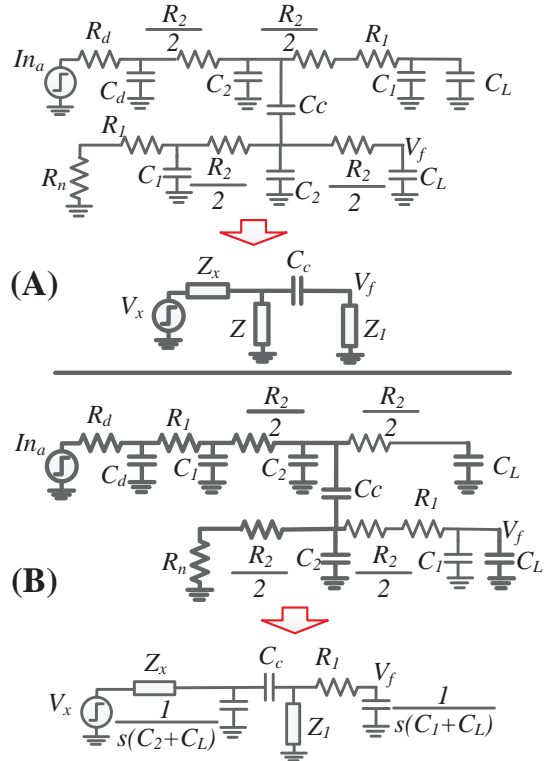 R_d R_2/2 R_2/2 R_1
In_a
C_d C_2 C_1 C_L
Cc
R_1 V_f
R_n C_1 R_2/2 C_2 R_2/2 C_L
(A)
Z_x C_c V_f
V_x Z Z_1
R_d R_1 R_2/2 R_2/2
In_a
C_d C_1 C_2 C_L
Cc
R_1 V_f
R_n R_2/2 C_2 R_2/2 C_1 C_L
(B)
Z_x C_c R_1 V_f
V_x 1/s(C_2+C_L) Z_1 1/s(C_1+C_L)